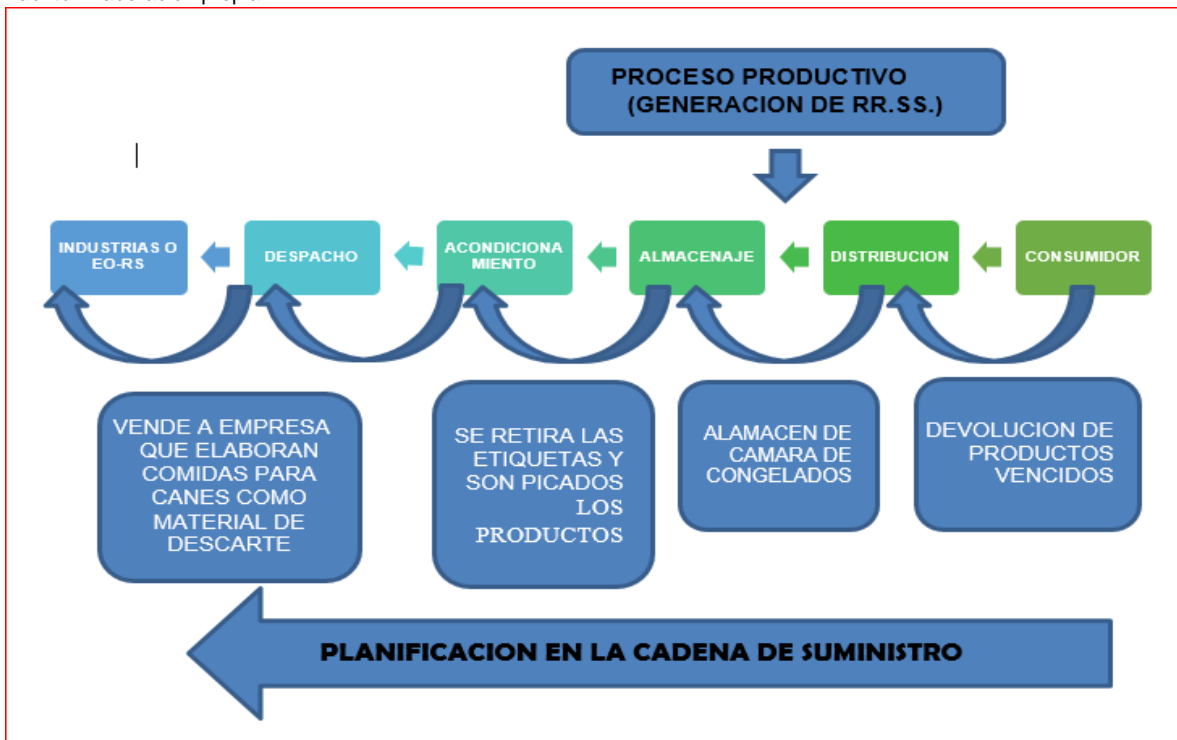 PROCESO PRODUCTIVO
(GENERACION DE RR.SS.)
INDUSTRIAS O
EO-RS
DESPACHO
ACONDICIONA
MIENTO
ALMACENAJE
DISTRIBUCION
CONSUMIDOR
VENDE A EMPRESA
QUE ELABORAN
COMIDAS PARA
CANES COMO
MATERIAL DE
DESCARTE
SE RETIRA LAS
ETIQUETAS Y
SON PICADOS
LOS
PRODUCTOS
ALAMACEN DE
CAMARA DE
CONGELADOS
DEVOLUCION DE
PRODUCTOS
VENCIDOS
PLANIFICACION EN LA CADENA DE SUMINISTRO